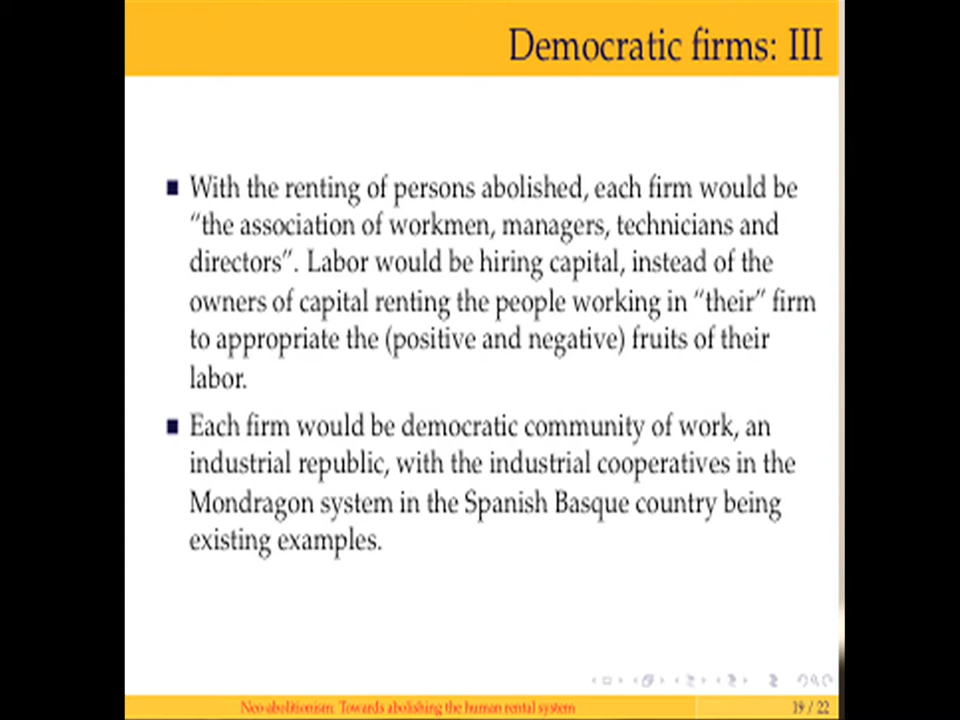 Democratic firms: III
With the renting of persons abolished, each firm would be
“the association of workmen, managers, technicians and
directors”. Labor would be hiring capital, instead of the
owners of capital renting the people working in “their” firm
to appropriate the (positive and negative) fruits of their
labor.
Each firm would be democratic community of work, an
industrial republic, with the industrial cooperatives in the
Mondragon system in the Spanish Basque country being
existing examples.
Neo-abolitionism: Towards abolishing the human rental system
19 / 22